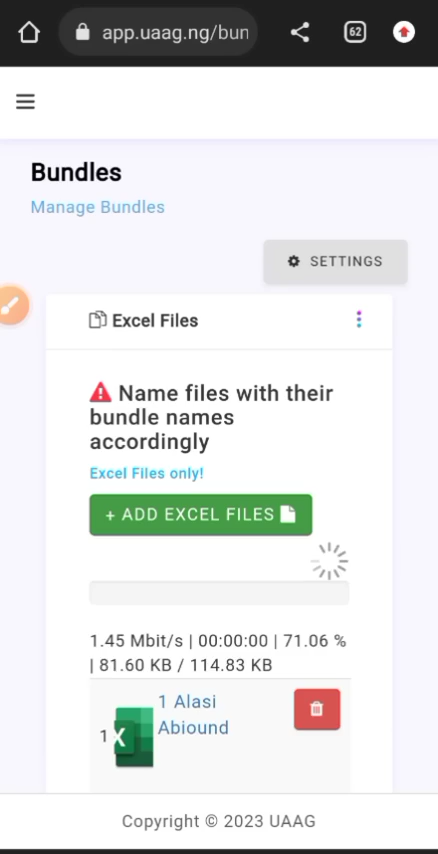 app.uaag.ng/bun
62
Bundles
Manage Bundles
SETTINGS
Excel Files
Name files with their
bundle names
accordingly
Excel Files only!
+ ADD EXCEL FILES
1.45 Mbit/s | 00:00:00 | 71.06 %
| 81.60 KB / 114.83 KB
1 Alasi
1 X Abiound
Copyright © 2023 UAAG